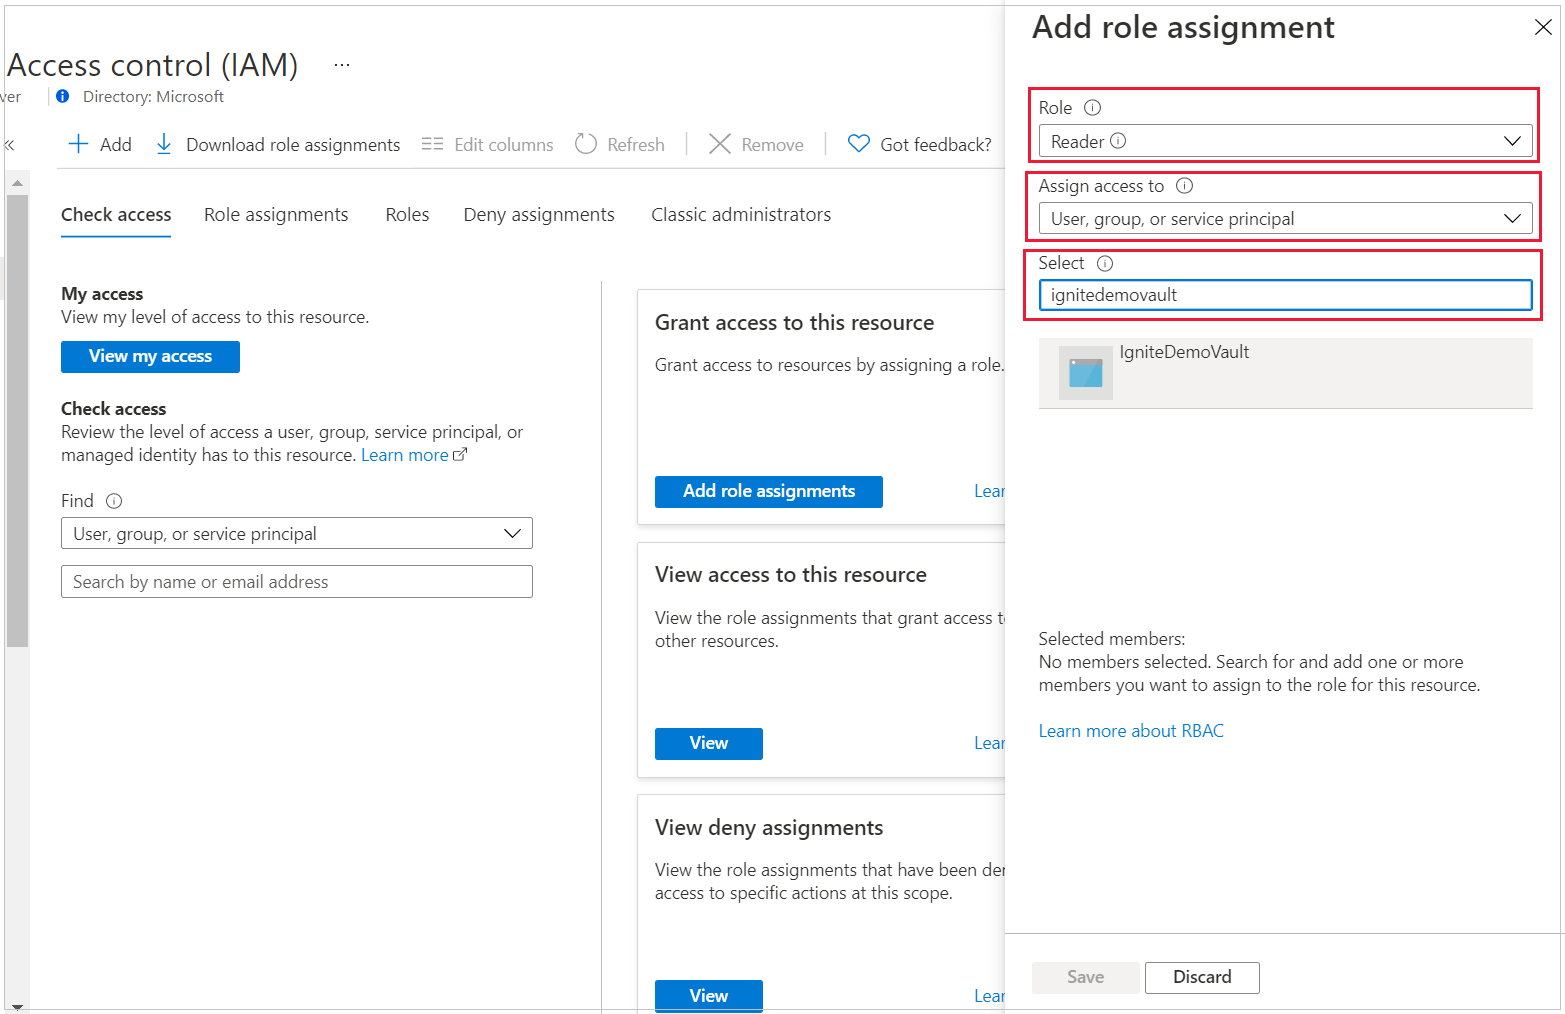 Access control (IAM) ...
ver
Directory: Microsoft
«
Add
Download role assignments
Edit columns
Refresh
Remove
Got feedback?
Check access
Role assignments
Roles
Deny assignments
Classic administrators
My access
View my level of access to this resource.
View my access
Check access
Review the level of access a user, group, service principal, or
managed identity has to this resource. Learn more
Find
User, group, or service principal
Search by name or email address
Grant access to this resource
Grant access to resources by assigning a role.
Add role assignments
Lear
View access to this resource
View the role assignments that grant access t
other resources.
View
Lear
View deny assignments
View the role assignments that have been der
access to specific actions at this scope.
View
Lear
Add role assignment
Role
Reader
Assign access to
User, group, or service principal
Select
ignitedemovault
IgniteDemoVault
Selected members:
No members selected. Search for and add one or more
members you want to assign to the role for this resource.
Learn more about RBAC
Save
Discard